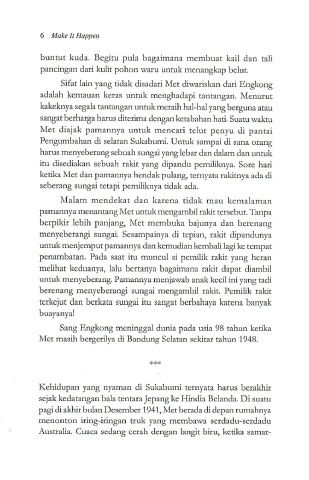 6 Make It Happen
buntut kuda. Begitu pula bagaimana membuat kail dan tali
pancingan dari kulit pohon waru untuk menangkap belut.
Sifat lain yang tidak disadari Met diwariskan dari Engkong
adalah kemauan keras untuk menghadapi tantangan. Menurut
kakeknya segala tantangan untuk meraih hal-hal yang berguna atau
sangat berharga harus diterima dengan ketabahan hati. Suatu waktu
Met diajak pamannya untuk mencari telur penyu di pantai
Pengumbahan di selatan Sukabumi. Untuk sampai di sana orang
harus menyeberang sebuah sungai yang lebar dan dalam dan untuk
itu disediakan sebuah rakit yang dipandu pemiliknya. Sore hari
ketika Met dan pamannya hendak pulang, ternyata rakitnya ada di
seberang sungai tetapi pemiliknya tidak ada.
Malam mendekat dan karena tidak mau kemalaman
pamannya menantang Met untuk mengambil rakit tersebut. Tanpa
berpikir lebih panjang, Met membuka bajunya dan berenang
menyeberangi sungai. Sesampainya di tepian, rakit dipandunya
untuk menjemput pamannya dan kemudian kembali lagi ke tempat
penambatan. Pada saat itu muncul si pemilik rakit yang heran
melihat keduanya, lalu bertanya bagaimana rakit dapat diambil
untuk menyeberang. Pamannya menjawab anak kecil ini yang tadi
berenang menyeberangi sungai mengambil rakit. Pemilik rakit
terkejut dan berkata sungai itu sangat berbahaya karena banyak
buayanya!
Sang Engkong meninggal dunia pada usia 98 tahun ketika
Met masih bergerilya di Bandung Selatan sekitar tahun 1948.
***
Kehidupan yang nyaman di Sukabumi ternyata harus berakhir
sejak kedatangan bala tentara Jepang ke Hindia Belanda. Di suatu
pagi di akhir bulan Desember 1941, Met berada di depan rumahnya
menonton iring-iringan truk yang membawa serdadu-serdadu
Australia. Cuaca sedang cerah dengan langit biru, ketika samar-